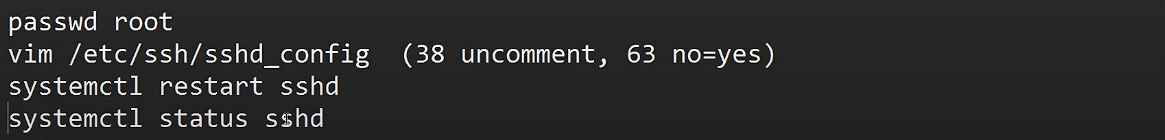 passwd root
vim /etc/ssh/sshd_config  (38 uncomment, 63 no=yes)
systemctl restart sshd
systemctl status sshd